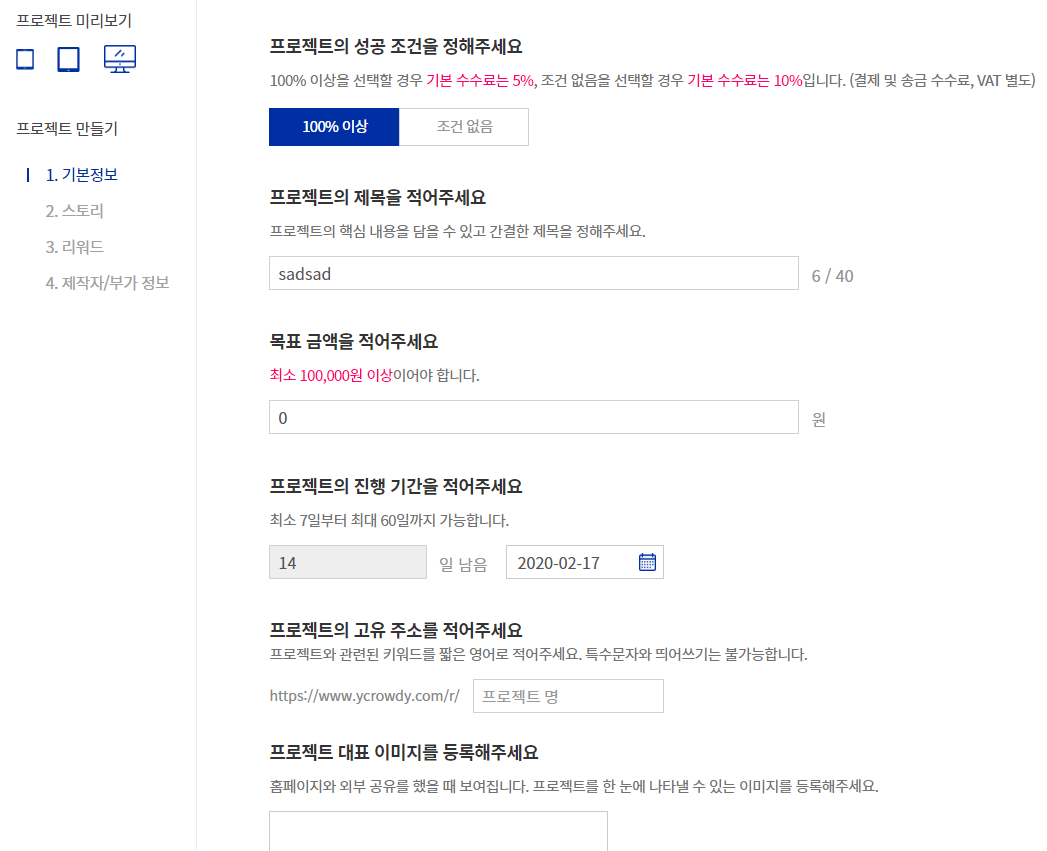 프로젝트 미리보기
프로젝트 만들기
1. 기본정보
2. 스토리
3. 리워드
4. 제작자/부가 정보
프로젝트의 성공 조건을 정해주세요
100% 이상을 선택할 경우 기본 수수료는 5%, 조건 없음을 선택할 경우 기본 수수료는 10%입니다. (결제 및 송금 수수료, VAT 별도)
100% 이상 조건 없음
프로젝트의 제목을 적어주세요
프로젝트의 핵심 내용을 담을 수 있고 간결한 제목을 정해주세요.
sadsad 6 / 40
목표 금액을 적어주세요
최소 100,000원 이상이어야 합니다.
0 원
프로젝트의 진행 기간을 적어주세요
최소 7일부터 최대 60일까지 가능합니다.
14 일 남음 2020-02-17
프로젝트의 고유 주소를 적어주세요
프로젝트와 관련된 키워드를 짧은 영어로 적어주세요. 특수문자와 띄어쓰기는 불가능합니다.
https://www.ycrowdy.com/r/ 프로젝트 명
프로젝트 대표 이미지를 등록해주세요
홈페이지와 외부 공유를 했을 때 보여집니다. 프로젝트를 한 눈에 나타낼 수 있는 이미지를 등록해주세요.